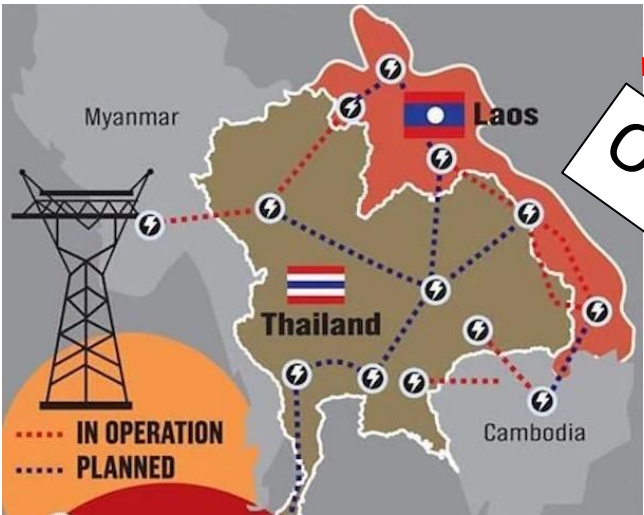 Myanmar
Laos
Thailand
IN OPERATION
PLANNED
Cambodia